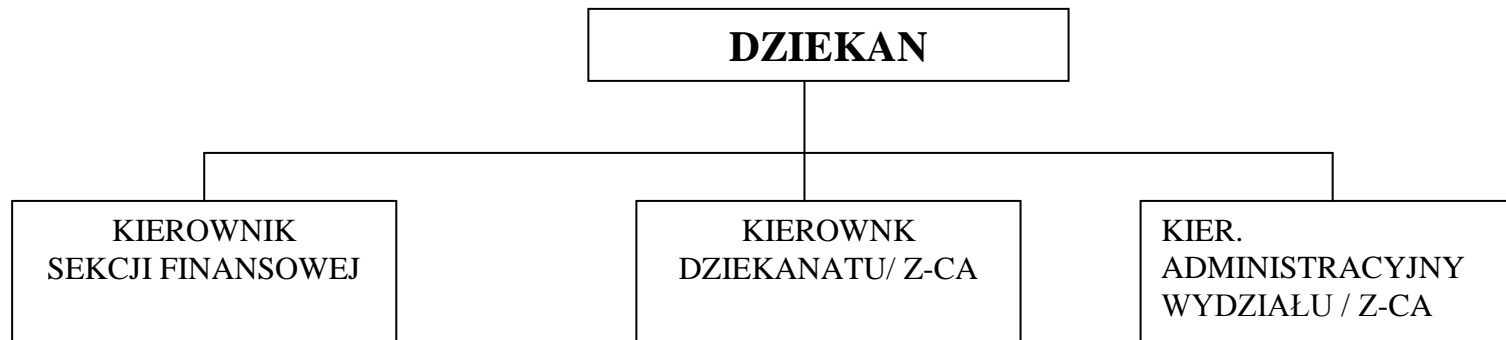 DZIEKAN
KIEROWNIK
SEKCJI FINANSOWEJ
KIEROWNK
DZIEKANATU/ Z-CA
KIER.
ADMINISTRACYJNY
WYDZIAŁU / Z-CA